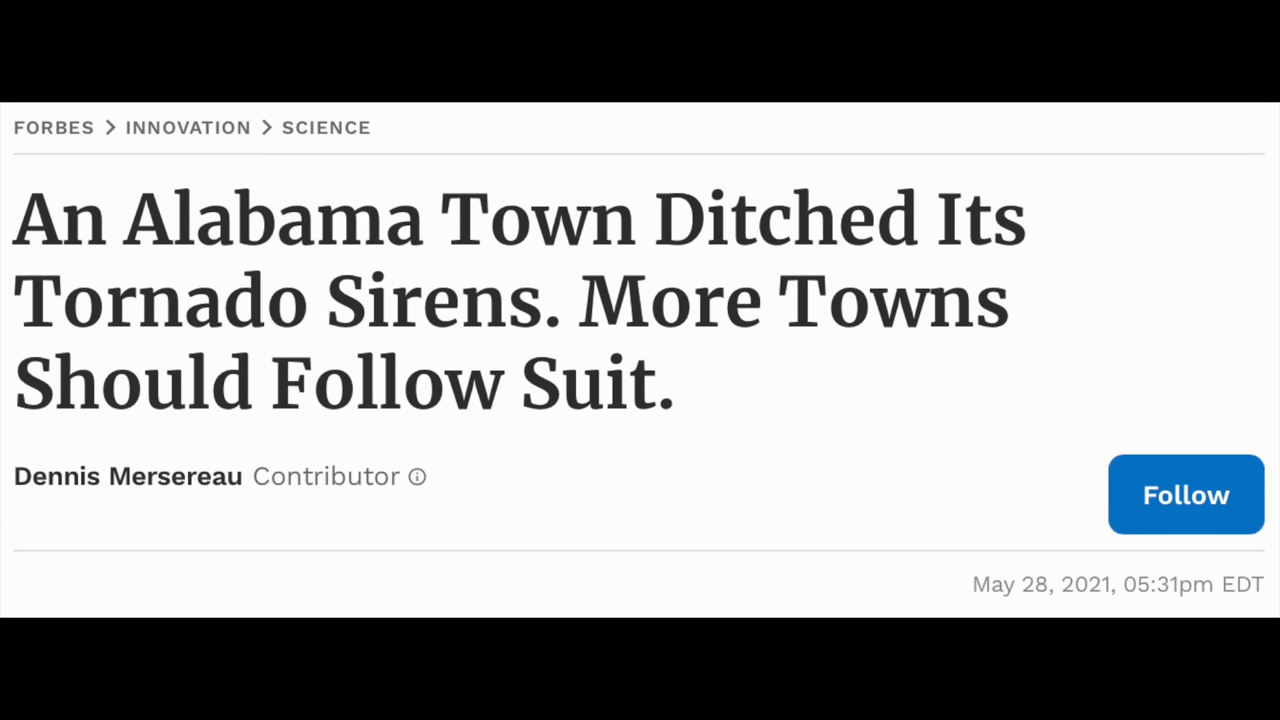 FORBES > INNOVATION > SCIENCE
An Alabama Town Ditched Its
Tornado Sirens. More Towns
Should Follow Suit.
Dennis Mersereau Contributor
Follow
May 28, 2021, 05:31pm EDT